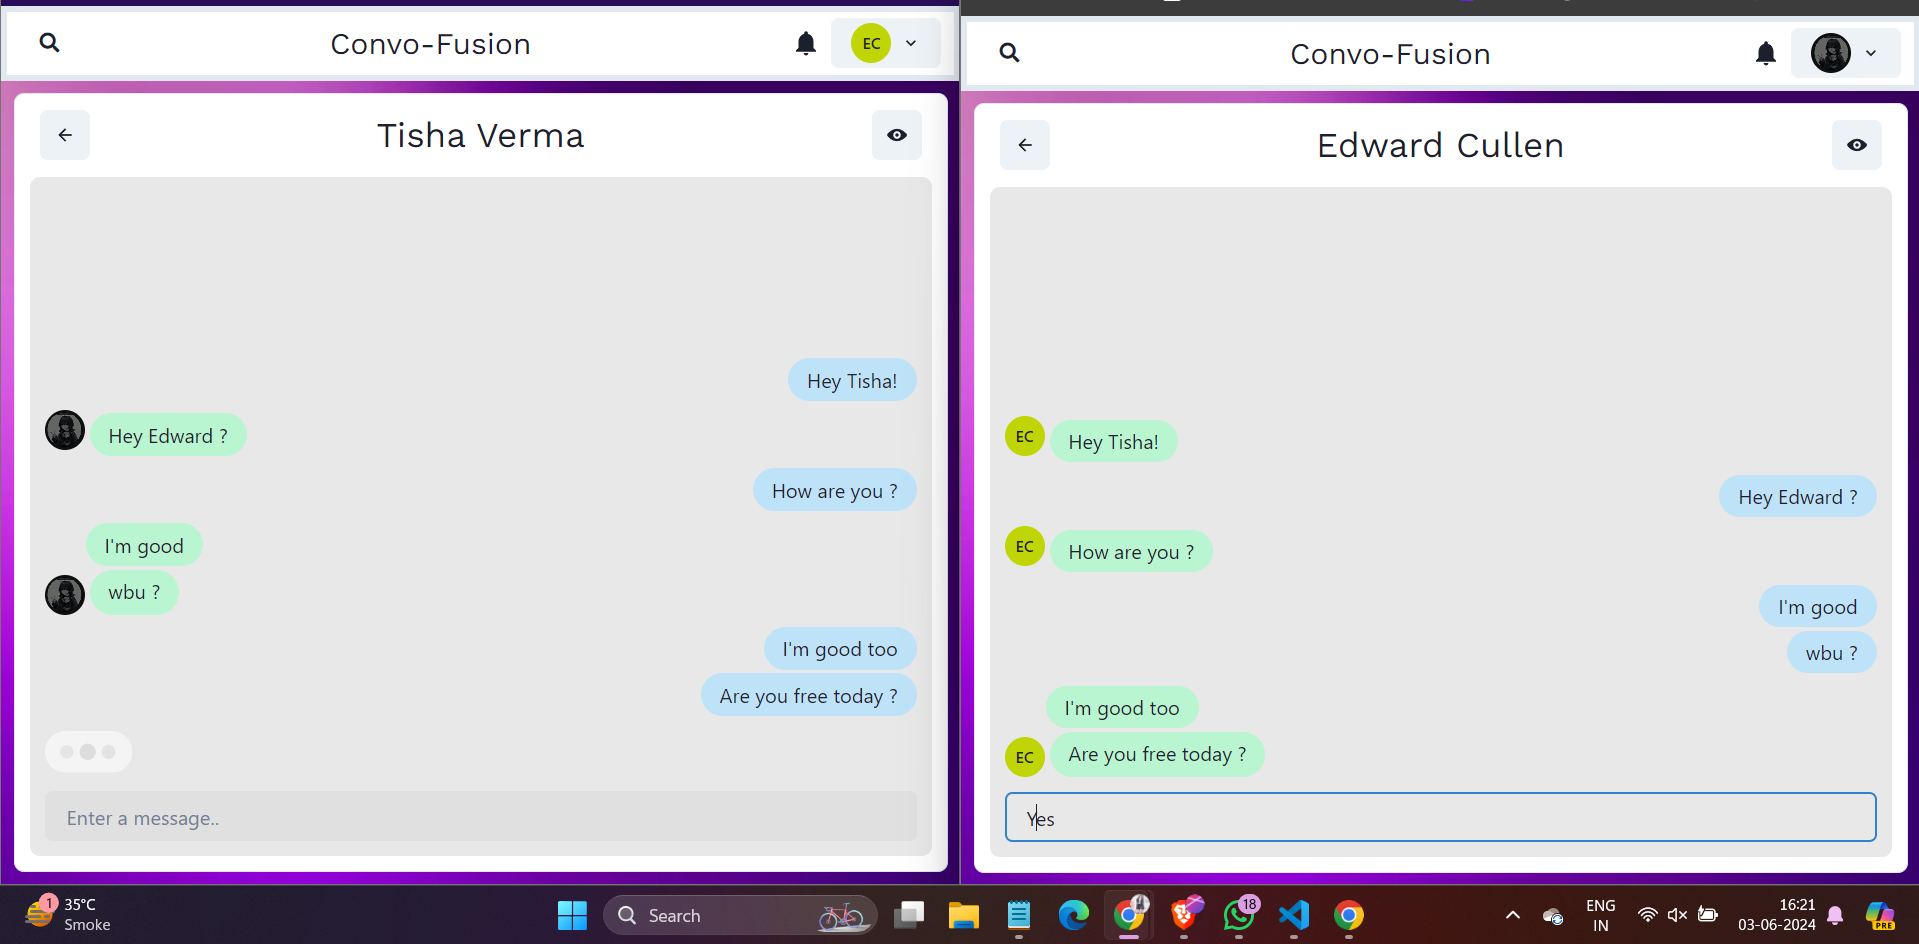 Convo-Fusion
EC
Tisha Verma
Hey Tisha!
Hey Edward ?
How are you ?
I'm good
wbu ?
I'm good too
Are you free today ?
Enter a message..
Convo-Fusion
Edward Cullen
EC
Hey Tisha!
Hey Edward ?
EC
How are you ?
I'm good
wbu ?
I'm good too
EC
Are you free today ?
Yes
1
35°C
Smoke
Search
18
ENG
IN
16:21
03-06-2024
PRE